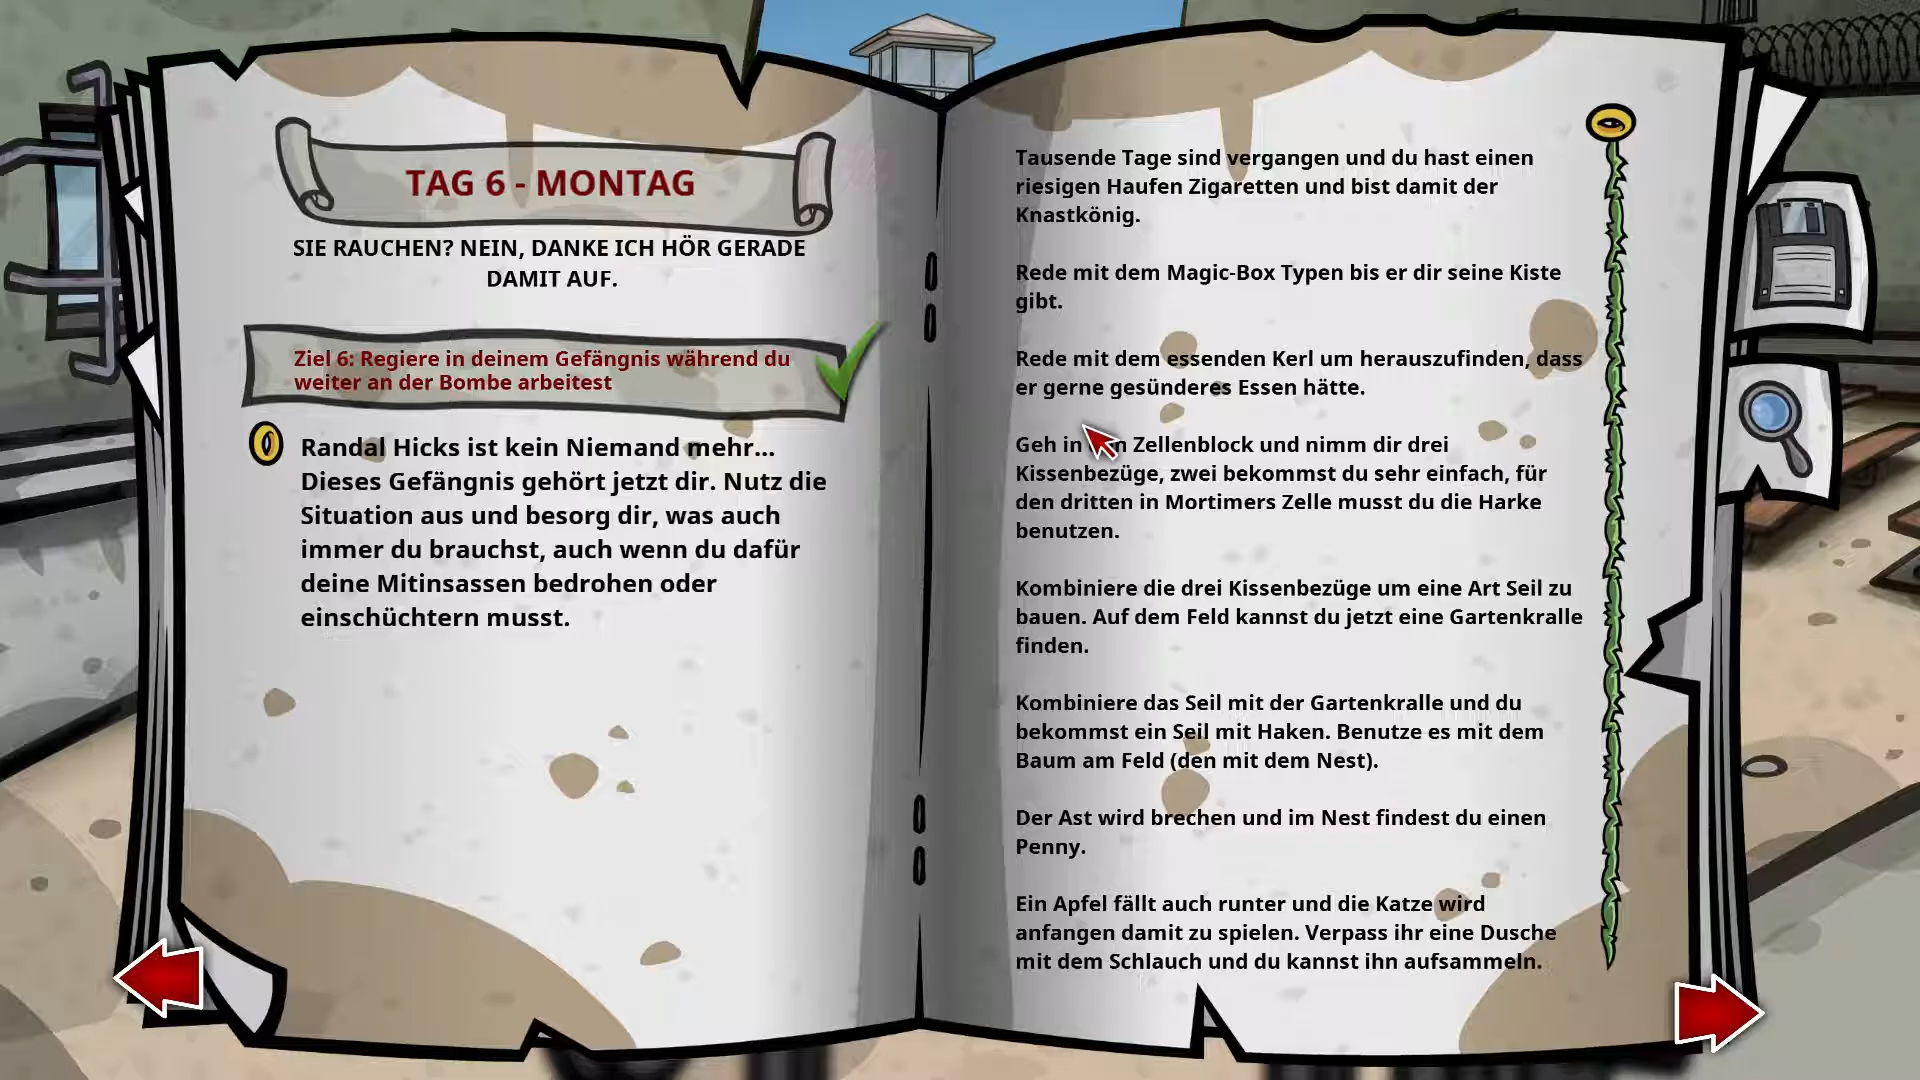 TAG 6 - MONTAG
SIE RAUCHEN? NEIN, DANKE ICH HÖR GERADE
DAMIT AUF.
Ziel 6: Regiere in deinem Gefängnis während du
weiter an der Bombe arbeitest
Randal Hicks ist kein Niemand mehr...
Dieses Gefängnis gehört jetzt dir. Nutz die
Situation aus und besorg dir, was auch
immer du brauchst, auch wenn du dafür
deine Mitinsassen bedrohen oder
einschüchtern musst.
Tausende Tage sind vergangen und du hast einen
riesigen Haufen Zigaretten und bist damit der
Knastkönig.
Rede mit dem Magic-Box Typen bis er dir seine Kiste
gibt.
Rede mit dem essenden Kerl um herauszufinden, dass
er gerne gesünderes Essen hätte.
Geh in Zellenblock und nimm dir drei
Kissenbezüge, zwei bekommst du sehr einfach, für
den dritten in Mortimers Zelle musst du die Harke
benutzen.
Kombiniere die drei Kissenbezüge um eine Art Seil zu
bauen. Auf dem Feld kannst du jetzt eine Gartenkralle
finden.
Kombiniere das Seil mit der Gartenkralle und du
bekommst ein Seil mit Haken. Benutze es mit dem
Baum am Feld (den mit dem Nest).
Der Ast wird brechen und im Nest findest du einen
Penny.
Ein Apfel fällt auch runter und die Katze wird
anfangen damit zu spielen. Verpass ihr eine Dusche
mit dem Schlauch und du kannst ihn aufsammeln.